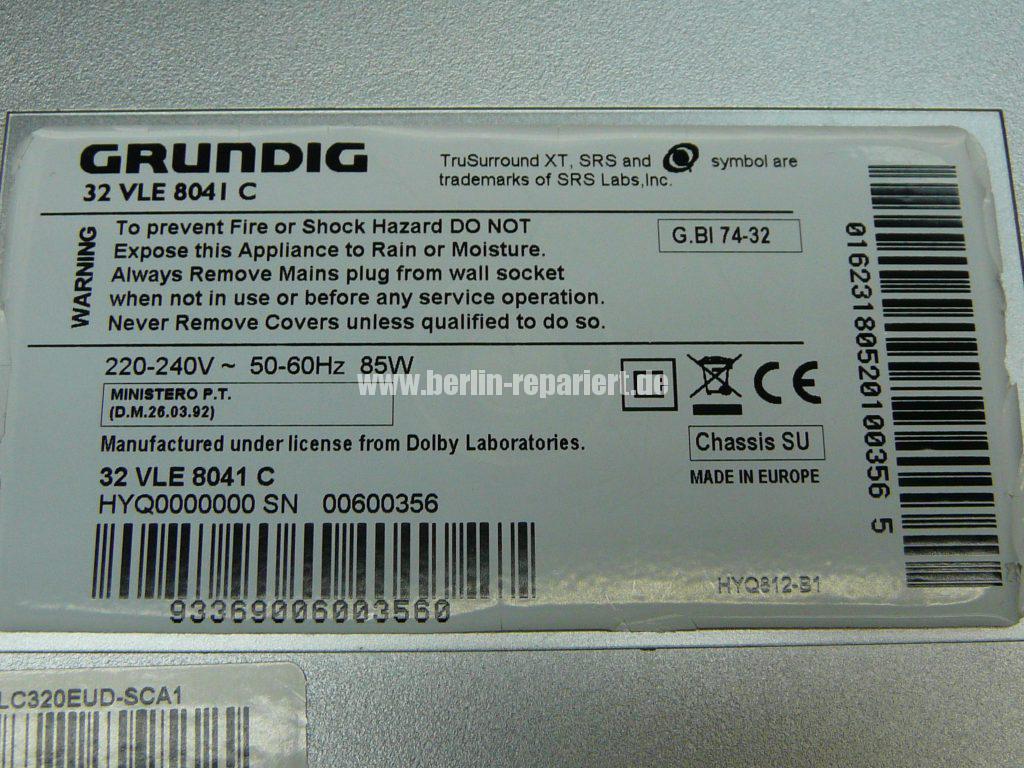 GRUNDIG
32 VLE 8041 C
TruSurround XT, SRS and symbol are
trademarks of SRS Labs,Inc.
WARNING
To prevent Fire or Shock Hazard DO NOT
Expose this Appliance to Rain or Moisture.
Always Remove Mains plug from wall socket
when not in use or before any service operation.
Never Remove Covers unless qualified to do so.
G.BI 74-32
220-240V ~ 50-60Hz 85W
www.berlin-repariert.de
MINISTERO P.T.
(D.M.26.03.92)
CE
Manufactured under license from Dolby Laboratories.
Chassis SU
MADE IN EUROPE
32 VLE 8041 C
HYQ0000000 SN 00600356
93369006003560
HYQ812-B1
01623180520100356 5
LC320EUD-SCA1